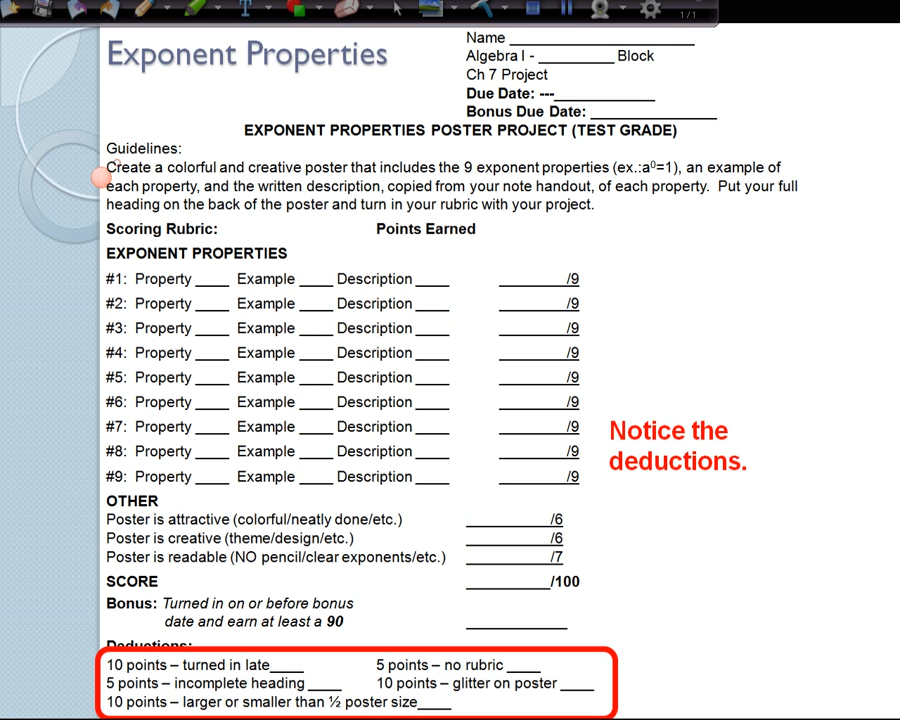 1/1
Exponent Properties
Name ____________________
Algebra I - _________ Block
Ch 7 Project
Due Date: ---____________
Bonus Due Date: _______________
EXPONENT PROPERTIES POSTER PROJECT (TEST GRADE)
Guidelines:
Create a colorful and creative poster that includes the 9 exponent properties (ex.:a⁰=1), an example of
each property, and the written description, copied from your note handout, of each property. Put your full
heading on the back of the poster and turn in your rubric with your project.
Scoring Rubric: Points Earned
EXPONENT PROPERTIES
#1: Property ____ Example ____ Description ____ ________/9
#2: Property ____ Example ____ Description ____ ________/9
#3: Property ____ Example ____ Description ____ ________/9
#4: Property ____ Example ____ Description ____ ________/9
#5: Property ____ Example ____ Description ____ ________/9
#6: Property ____ Example ____ Description ____ ________/9
#7: Property ____ Example ____ Description ____ ________/9
#8: Property ____ Example ____ Description ____ ________/9
#9: Property ____ Example ____ Description ____ ________/9
Notice the
deductions.
OTHER
Poster is attractive (colorful/neatly done/etc.) __________/6
Poster is creative (theme/design/etc.) __________/6
Poster is readable (NO pencil/clear exponents/etc.) __________/7
SCORE __________/100
Bonus: Turned in on or before bonus
date and earn at least a 90 ____________
Deductions:
10 points – turned in late____ 5 points – no rubric ____
5 points – incomplete heading ____ 10 points – glitter on poster ____
10 points – larger or smaller than ½ poster size____